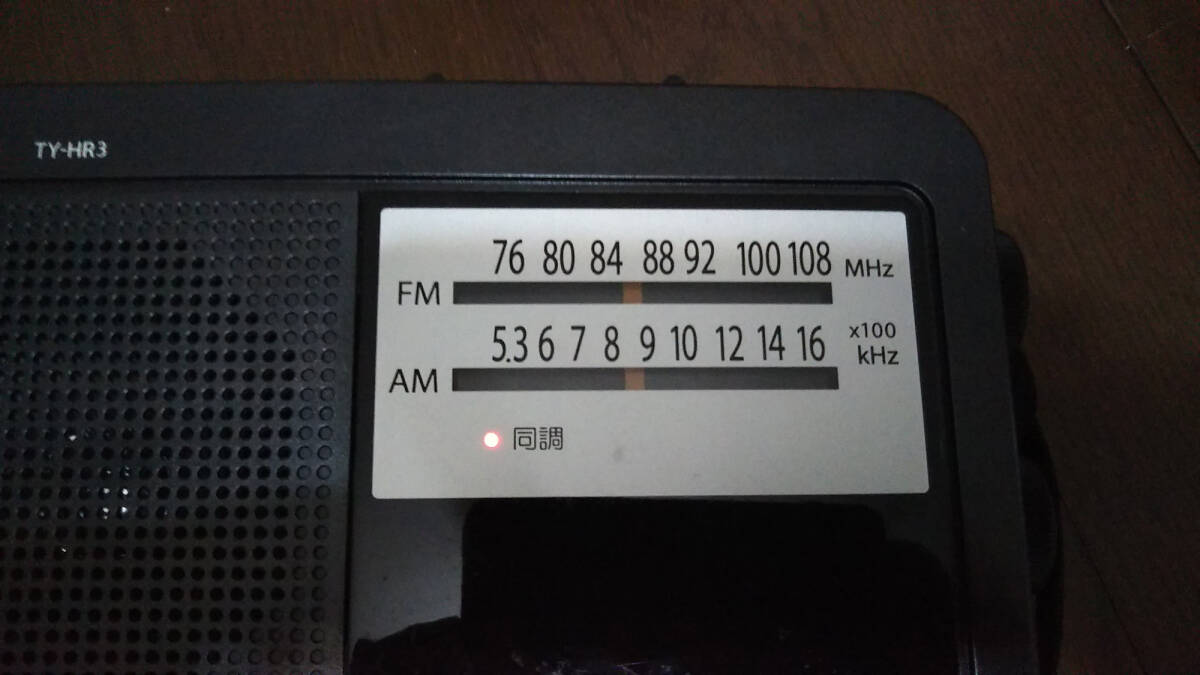 TY-HR3
76 80 84 88 92 100 108 MHz
FM
5.3 6 7 8 9 10 12 14 16 x100 kHz
AM
同調